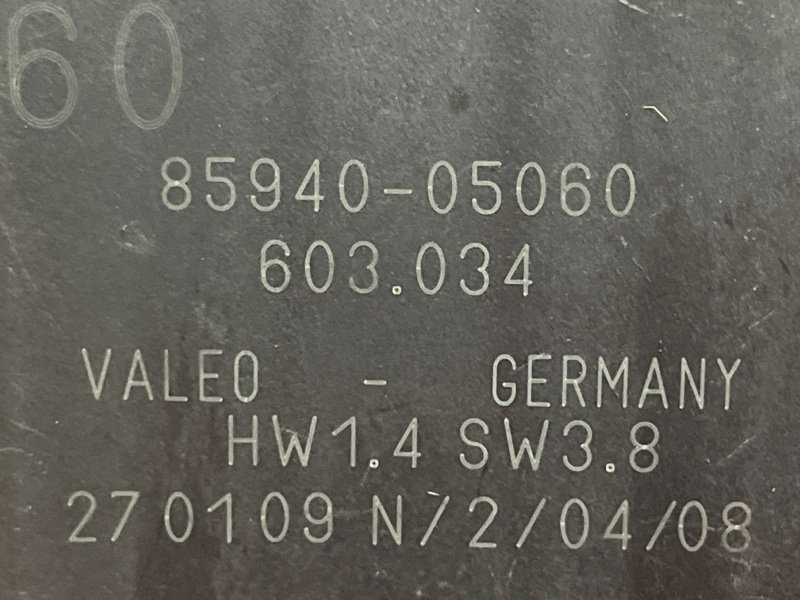 60
85940-05060
603.034
VALEO - GERMANY
HW1.4 SW3.8
270109 N/2/04/08